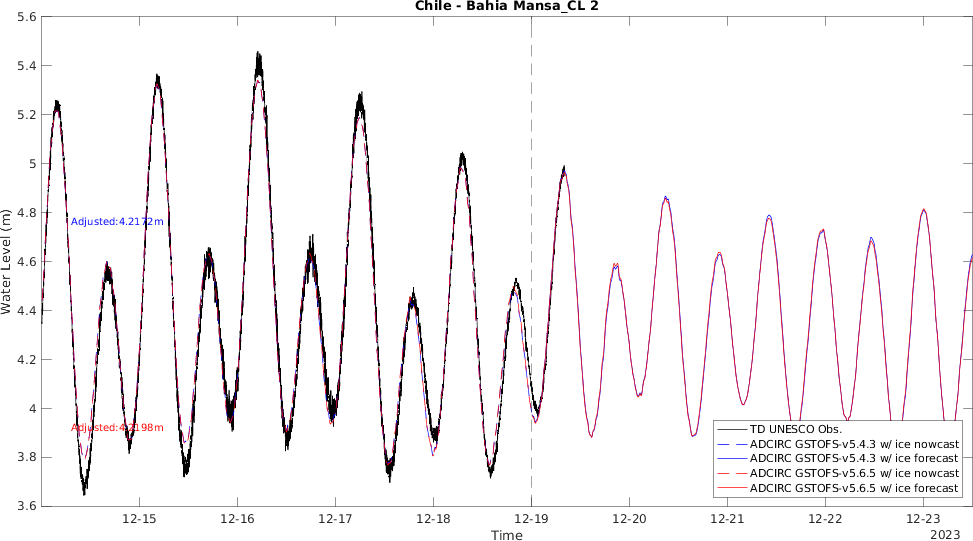 Chile - Bahia Mansa_CL 2
5.6
5.4
5.2
5
4.8
4.6
4.4
4.2
4
3.8
3.6
Water Level (m)
Adjusted:4.2172m
Adjusted:4.2198m
TD UNESCO Obs.
ADCIRC GSTOFS-v5.4.3 w/ ice nowcast
ADCIRC GSTOFS-v5.4.3 w/ ice forecast
ADCIRC GSTOFS-v5.6.5 w/ ice nowcast
ADCIRC GSTOFS-v5.6.5 w/ ice forecast
12-15 12-16 12-17 12-18 12-19 12-20 12-21 12-22 12-23
Time
2023